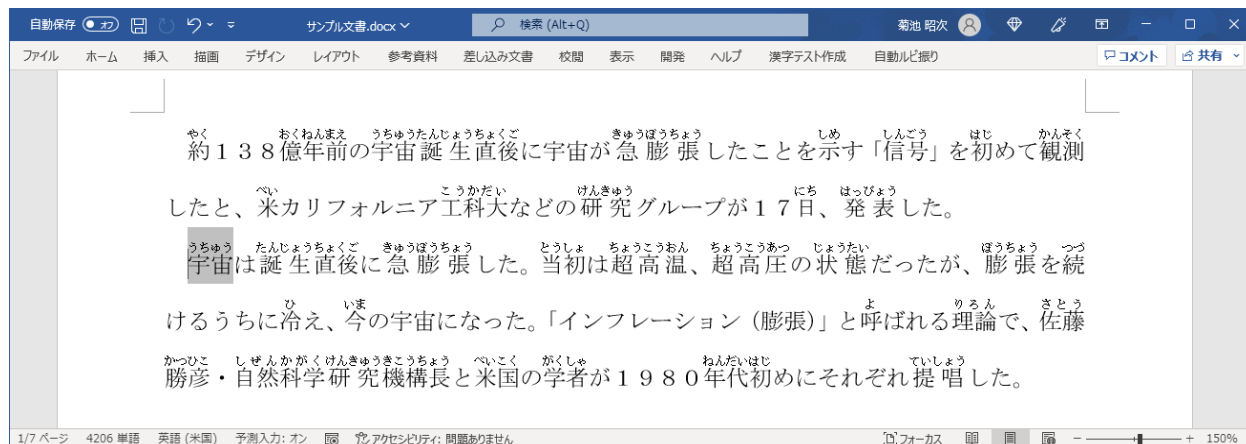 自動保存 オフ サンプル文書.docx 検索 (Alt+Q) 菊池 昭次
ファイル ホーム 挿入 描画 デザイン レイアウト 参考資料 差し込み文書 校閲 表示 開発 ヘルプ 漢字テスト作成 自動ルビ振り コメント 共有
やく おくねんまえ うちゅうたんじょうちょくご きゅうぼうちょう しめ しんごう はじ かんそく
約138億年前の宇宙誕生直後に宇宙が急膨張したことを示す「信号」を初めて観測
べい こうかだい けんきゅう にち はっぴょう
したと、米カリフォルニア工科大などの研究グループが17日、発表した。
うちゅう たんじょうちょくご きゅうぼうちょう とうしょ ちょうこうおん ちょうこうあつ じょうたい ぼうちょう つづ
宇宙は誕生直後に急膨張した。当初は超高温、超高圧の状態だったが、膨張を続
ひ いま よ りろん さとう
けるうちに冷え、今の宇宙になった。「インフレーション(膨張)」と呼ばれる理論で、佐藤
かつひこ しぜんかがくけんきゅうきこうちょう べいこく がくしゃ ねんだいはじ ていしょう
勝彦・自然科学研究機構長と米国の学者が1980年代初めにそれぞれ提唱した。
1/7 ページ 4206 単語 英語 (米国) 予測入力: オン アクセシビリティ: 問題ありません フォーカス 150%